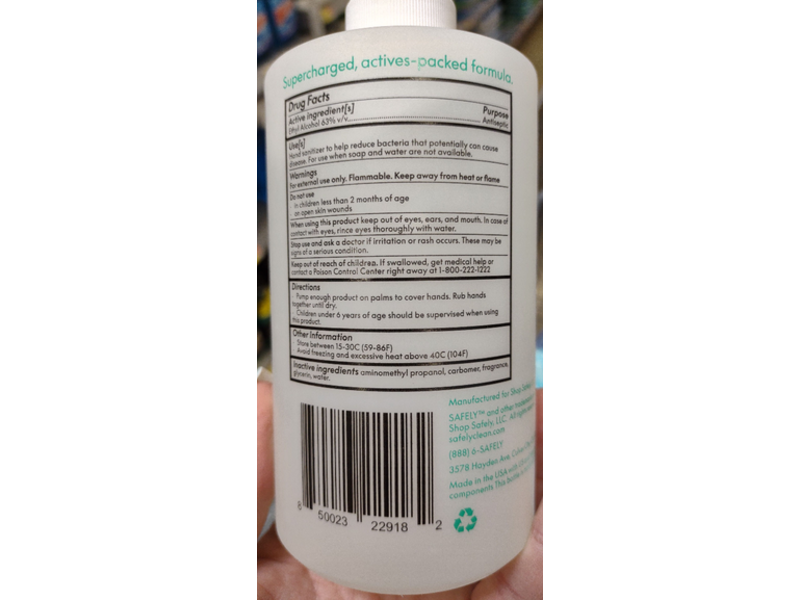 Supercharged, actives-packed formula.
Drug Facts
Active ingredient[s] Purpose
Ethyl Alcohol 63% v/v Antiseptic
Use[s]
Hand sanitizer to help reduce bacteria that potentially can cause
disease. For use when soap and water are not available.
Warnings
For external use only. Flammable. Keep away from heat or flame
Do not use
in children less than 2 months of age
on open skin wounds
When using this product keep out of eyes, ears, and mouth. In case of
contact with eyes, rince eyes thoroughly with water.
Stop use and ask a doctor if irritation or rash occurs. These may be
signs of a serious condition.
Keep out of reach of children. If swallowed, get medical help or
contact a Poison Control Center right away at 1-800-222-1222
Directions
Pump enough product on palms to cover hands. Rub hands
together until dry.
Children under 6 years of age should be supervised when using
this product
Other information
Store between 15-30C (59-86F)
Avoid freezing and excessive heat above 40C (104F)
Inactive ingredients aminomethyl propanol, carbomer, fragrance,
glycerin, water.
Manufactured for Shop Safely
SAFELY™ and other
Shop Safely, LLC. All rights
safelyclean.com
(888) 6-SAFELY
3578 Hayden Ave, Culver
Made in the USA with
components This bottle
8 50023 22918 2